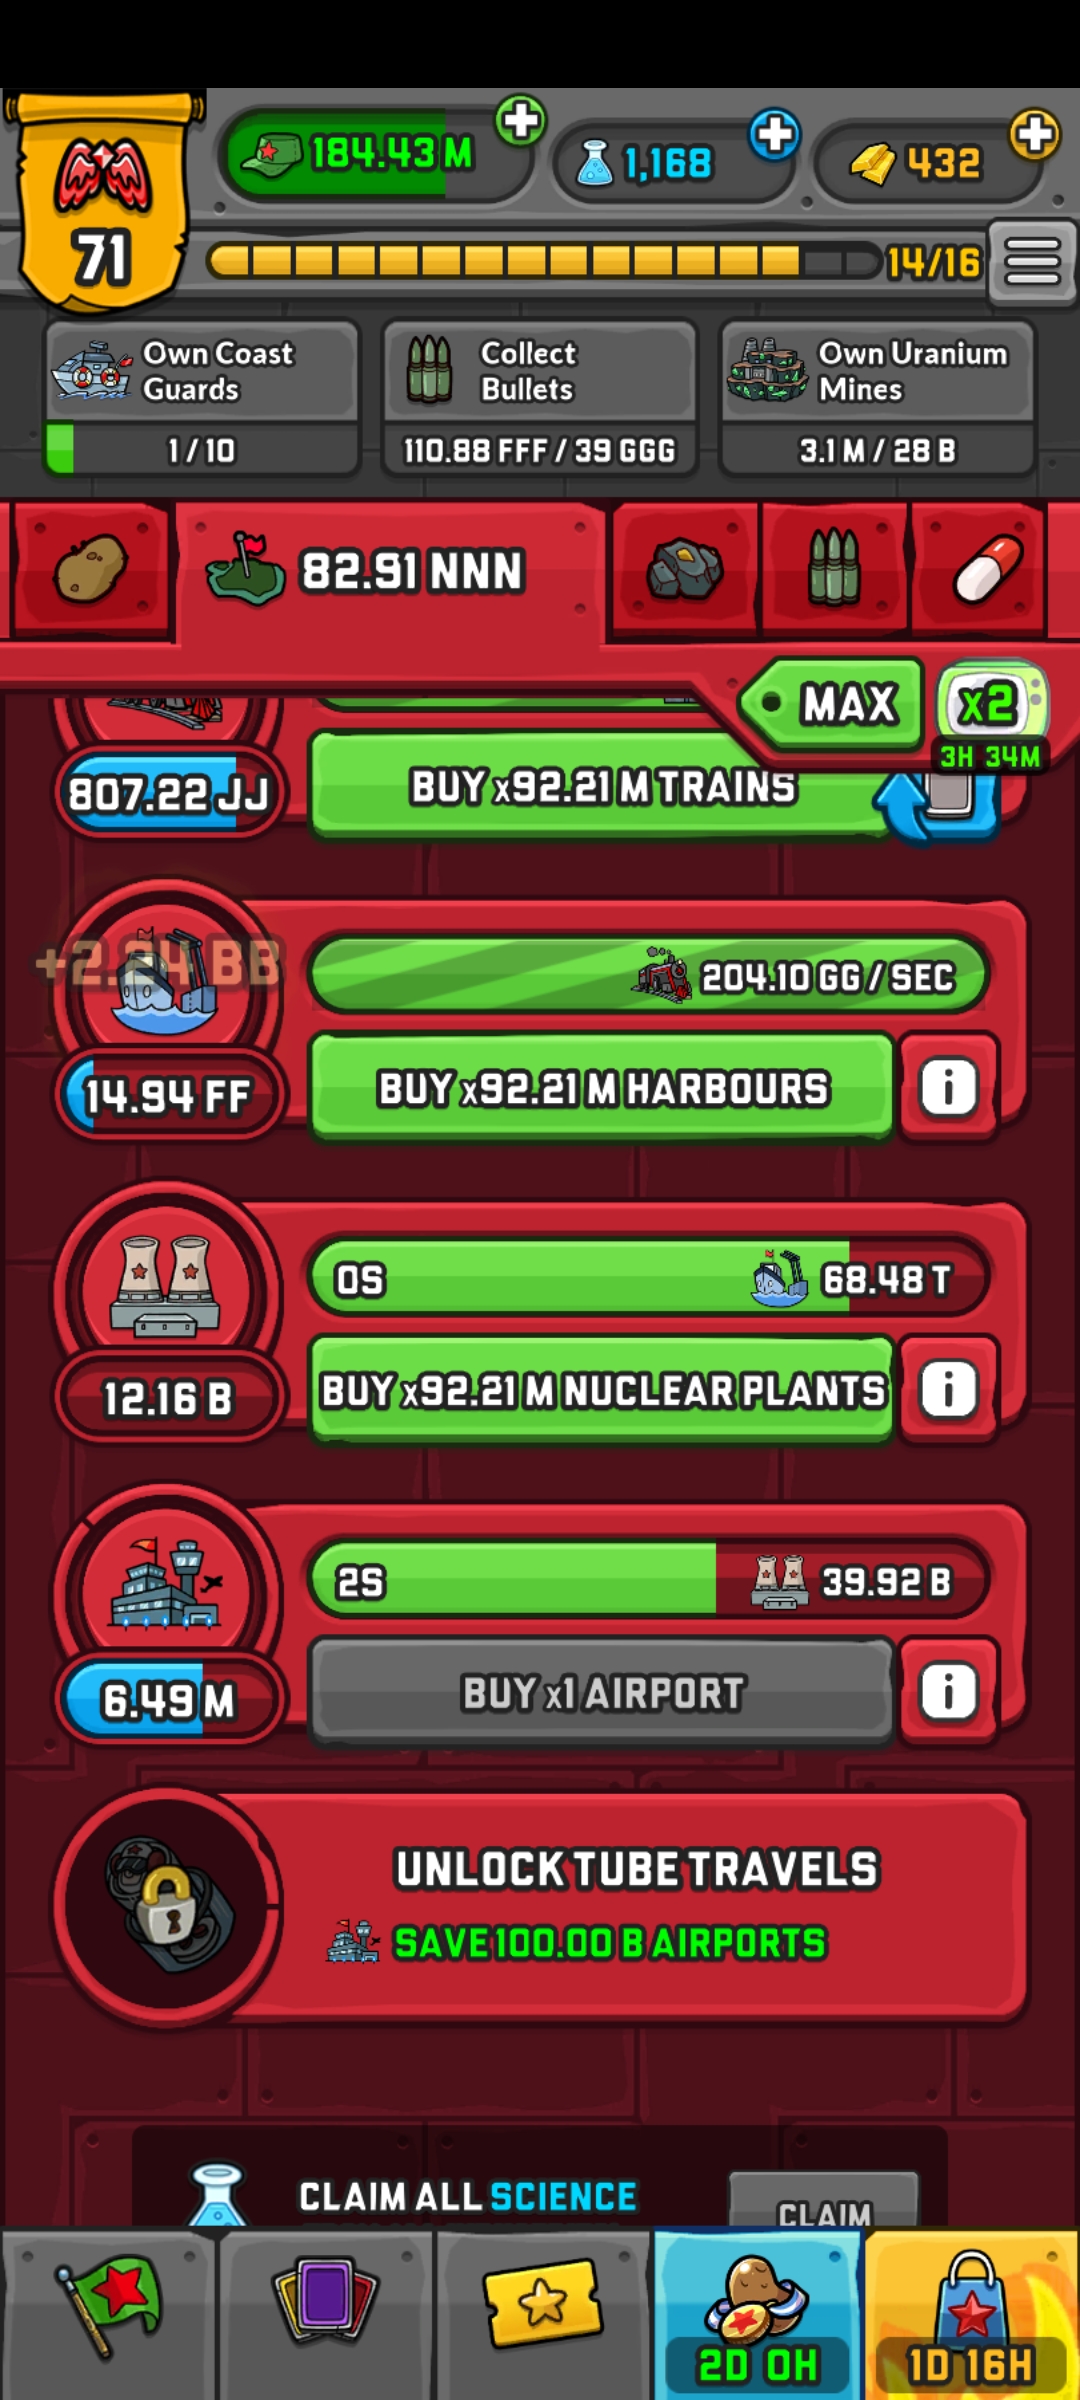 184.43 M
1,168
432
71
14/16
Own Coast
Guards
1 / 10
Collect
Bullets
110.88 FFF / 39 GGG
Own Uranium
Mines
3.1 M / 28 B
82.91 NNN
MAX
x2
3H 34M
807.22 JJ
BUY x92.21 M TRAINS
+2.84 BB
204.10 GG / SEC
14.94 FF
BUY x92.21 M HARBOURS
i
0S
68.48 T
12.16 B
BUY x92.21 M NUCLEAR PLANTS
i
2S
39.92 B
6.49 M
BUY x1 AIRPORT
i
UNLOCK TUBE TRAVELS
SAVE 100.00 B AIRPORTS
CLAIM ALL SCIENCE
CLAIM
2D 0H
1D 16H